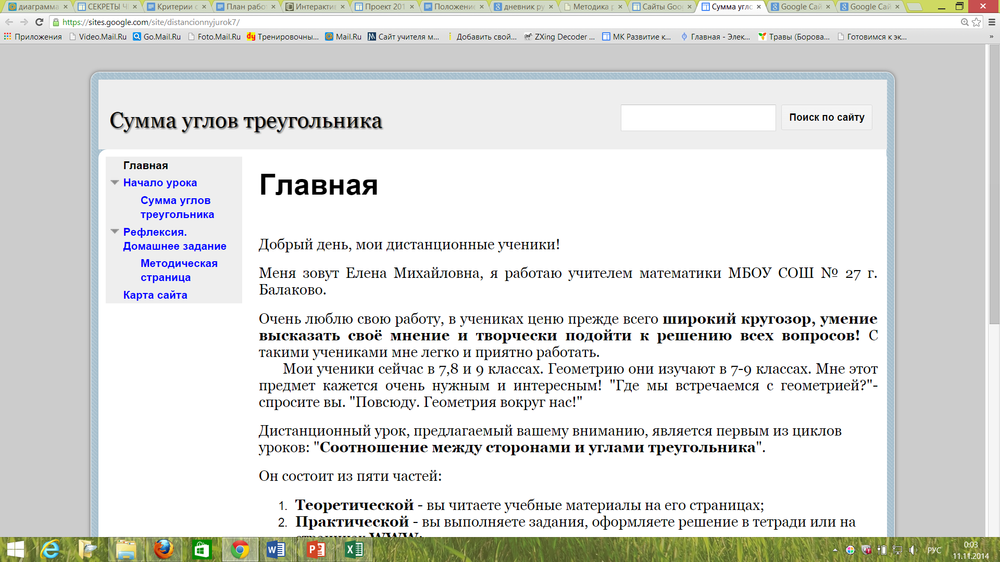 диаграмма
СЕКРЕТЫ Ч
Критерии о
План работ
Интерактив
Проект 201
Положение
дневник ру
Методика р
Сайты Goo
Сумма угло
Google Сай
Google Сай
https://sites.google.com/site/distancionnyjurok7/
Приложения
Video.Mail.Ru
Go.Mail.Ru
Foto.Mail.Ru
Тренировочны...
Mail.Ru
Сайт учителя м...
Добавить свой...
ZXing Decoder ...
МК Развитие к...
Главная - Элек...
Травы (Борова...
Готовимся к эк...
»
Сумма углов треугольника
Поиск по сайту
Главная
Начало урока
Сумма углов
треугольника
Рефлексия.
Домашнее задание
Методическая
страница
Карта сайта
Главная
Добрый день, мои дистанционные ученики!
Меня зовут Елена Михайловна, я работаю учителем математики МБОУ СОШ № 27 г.
Балаково.
Очень люблю свою работу, в учениках ценю прежде всего широкий кругозор, умение
высказать своё мнение и творчески подойти к решению всех вопросов! С
такими учениками мне легко и приятно работать.
Мои ученики сейчас в 7,8 и 9 классах. Геометрию они изучают в 7-9 классах. Мне этот
предмет кажется очень нужным и интересным! "Где мы встречаемся с геометрией?"-
спросите вы. "Повсюду. Геометрия вокруг нас!"
Дистанционный урок, предлагаемый вашему вниманию, является первым из циклов
уроков: "Соотношение между сторонами и углами треугольника".
Он состоит из пяти частей:
1. Теоретической - вы читаете учебные материалы на его страницах;
2. Практической - вы выполняете задания, оформляете решение в тетради или на
страницах WWW;
РУС
0:03
11.11.2014